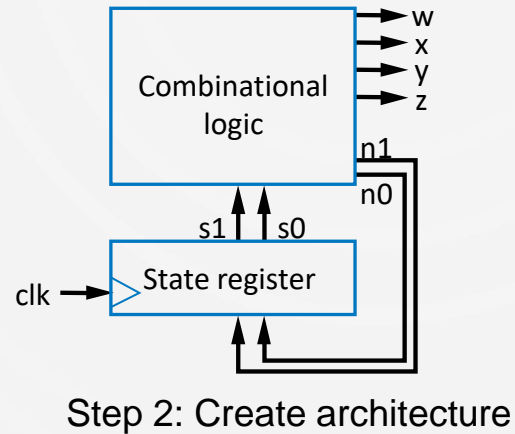 w
x
Combinational
logic
y
z
n1
n0
s1 s0
State register
clk
Step 2: Create architecture